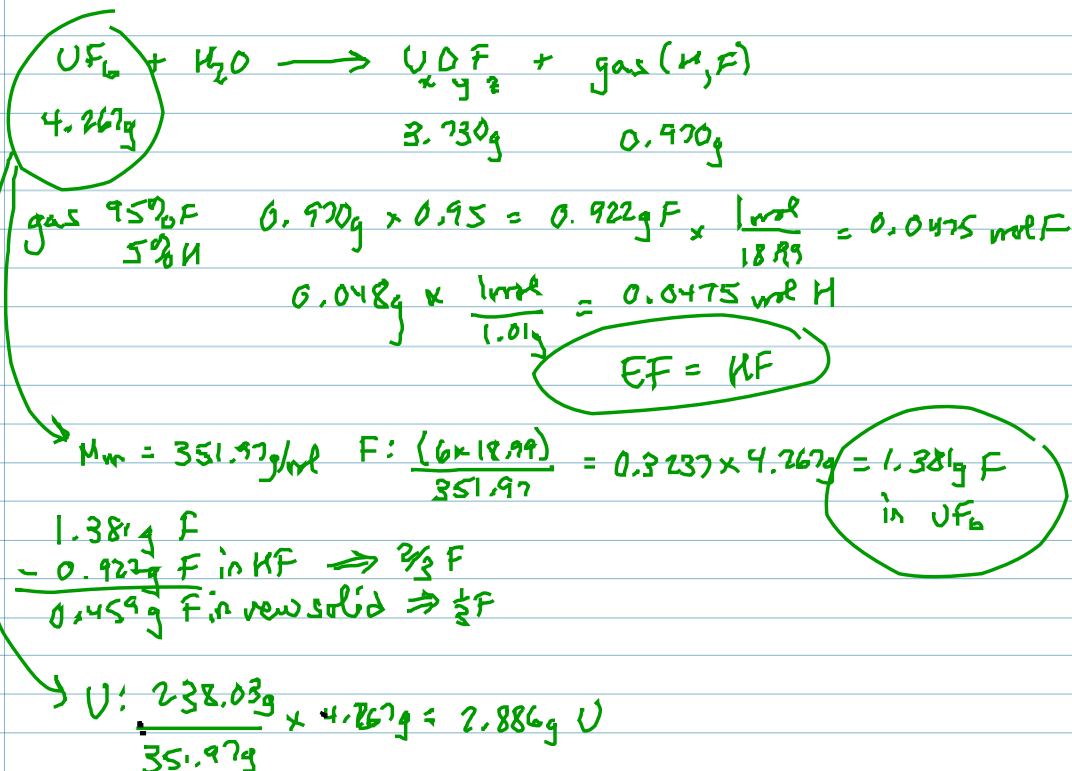 UF₆ + H₂O ⟶ UOF + gas (H,F)
x y z
4.267g 3.730g 0.970g
gas 95% F 0.970g × 0.95 = 0.922g F × 1 mol / 18.99 = 0.0475 mol F
5% H
0.048g × 1 mol / 1.01g = 0.0475 mol H
EF = HF
Mm = 351.97g/mol F: (6×18.99) / 351.97 = 0.3237 × 4.267g = 1.381g F
in UF₆
1.381g F
- 0.922g F in HF ⇒ 2/3 F
0.459g F in new solid ⇒ 1/3 F
U: 238.03g / 351.97g × 4.267g = 2.886g U